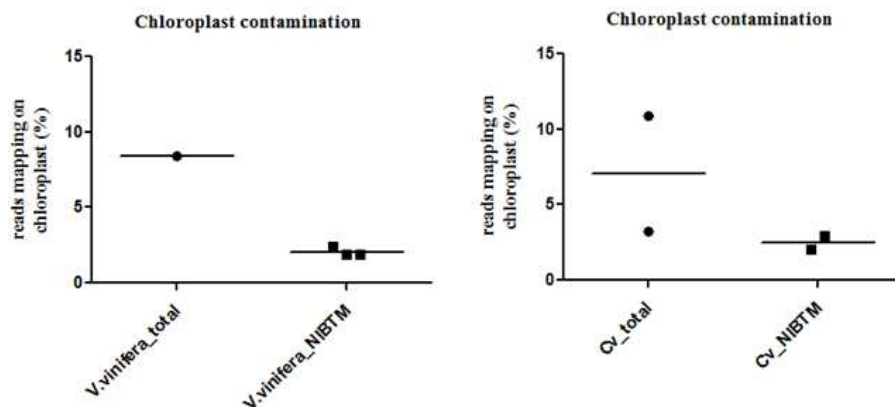 Chloroplast contamination
15
10
5
0
reads mapping on
chloroplast (%)
V.vinifera_total
V.vinifera_NIBTM
Chloroplast contamination
15
10
5
0
reads mapping on
chloroplast (%)
Cv_total
Cv_NIBTM